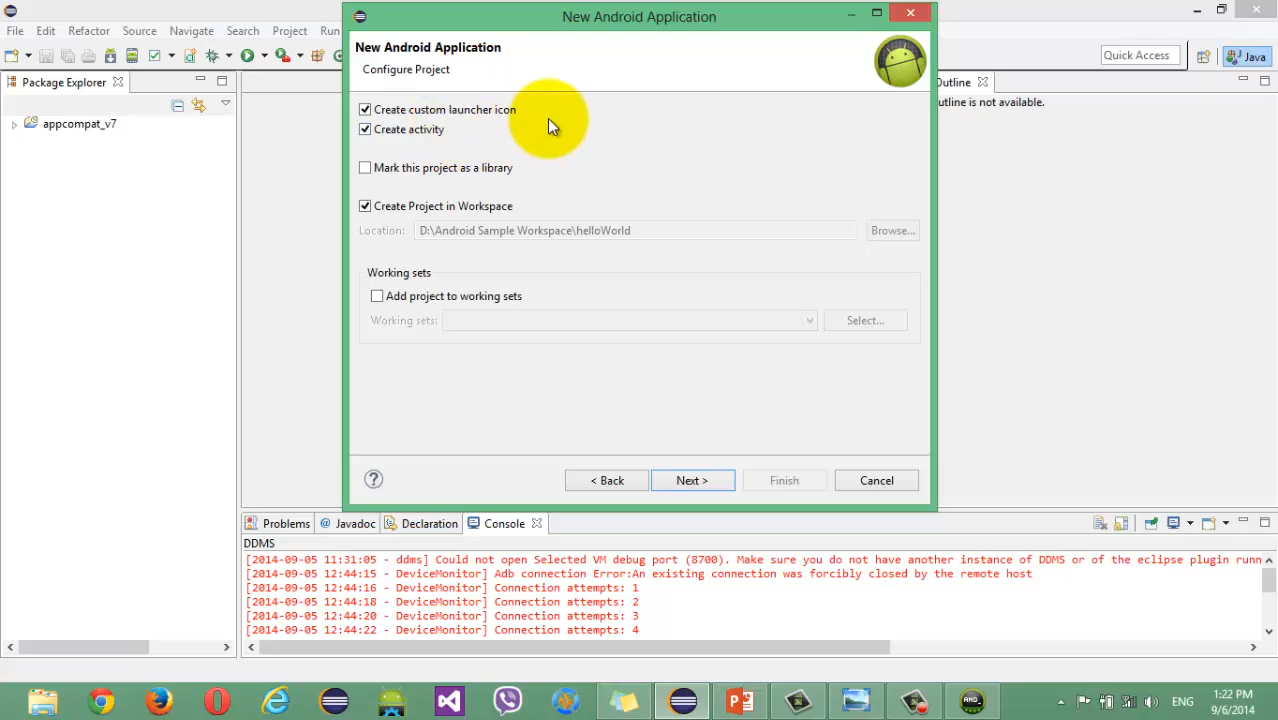 New Android Application
File Edit Refactor Source Navigate Search Project Run
New Android Application
Configure Project
Quick Access
Java
Package Explorer
Outline
Create custom launcher icon
outline is not available.
appcompat_v7
Create activity
Mark this project as a library
Create Project in Workspace
Location: D:\Android Sample Workspace\helloWorld Browse...
Working sets
Add project to working sets
Working sets: Select...
? < Back Next > Finish Cancel
Problems @ Javadoc Declaration Console
DDMS
[2014-09-05 11:31:05 - ddms] Could not open Selected VM debug port (8700). Make sure you do not have another instance of DDMS or of the eclipse plugin runn
[2014-09-05 12:44:15 - DeviceMonitor] Adb connection Error:An existing connection was forcibly closed by the remote host
[2014-09-05 12:44:16 - DeviceMonitor] Connection attempts: 1
[2014-09-05 12:44:18 - DeviceMonitor] Connection attempts: 2
[2014-09-05 12:44:20 - DeviceMonitor] Connection attempts: 3
[2014-09-05 12:44:22 - DeviceMonitor] Connection attempts: 4
ENG
1:22 PM
9/6/2014